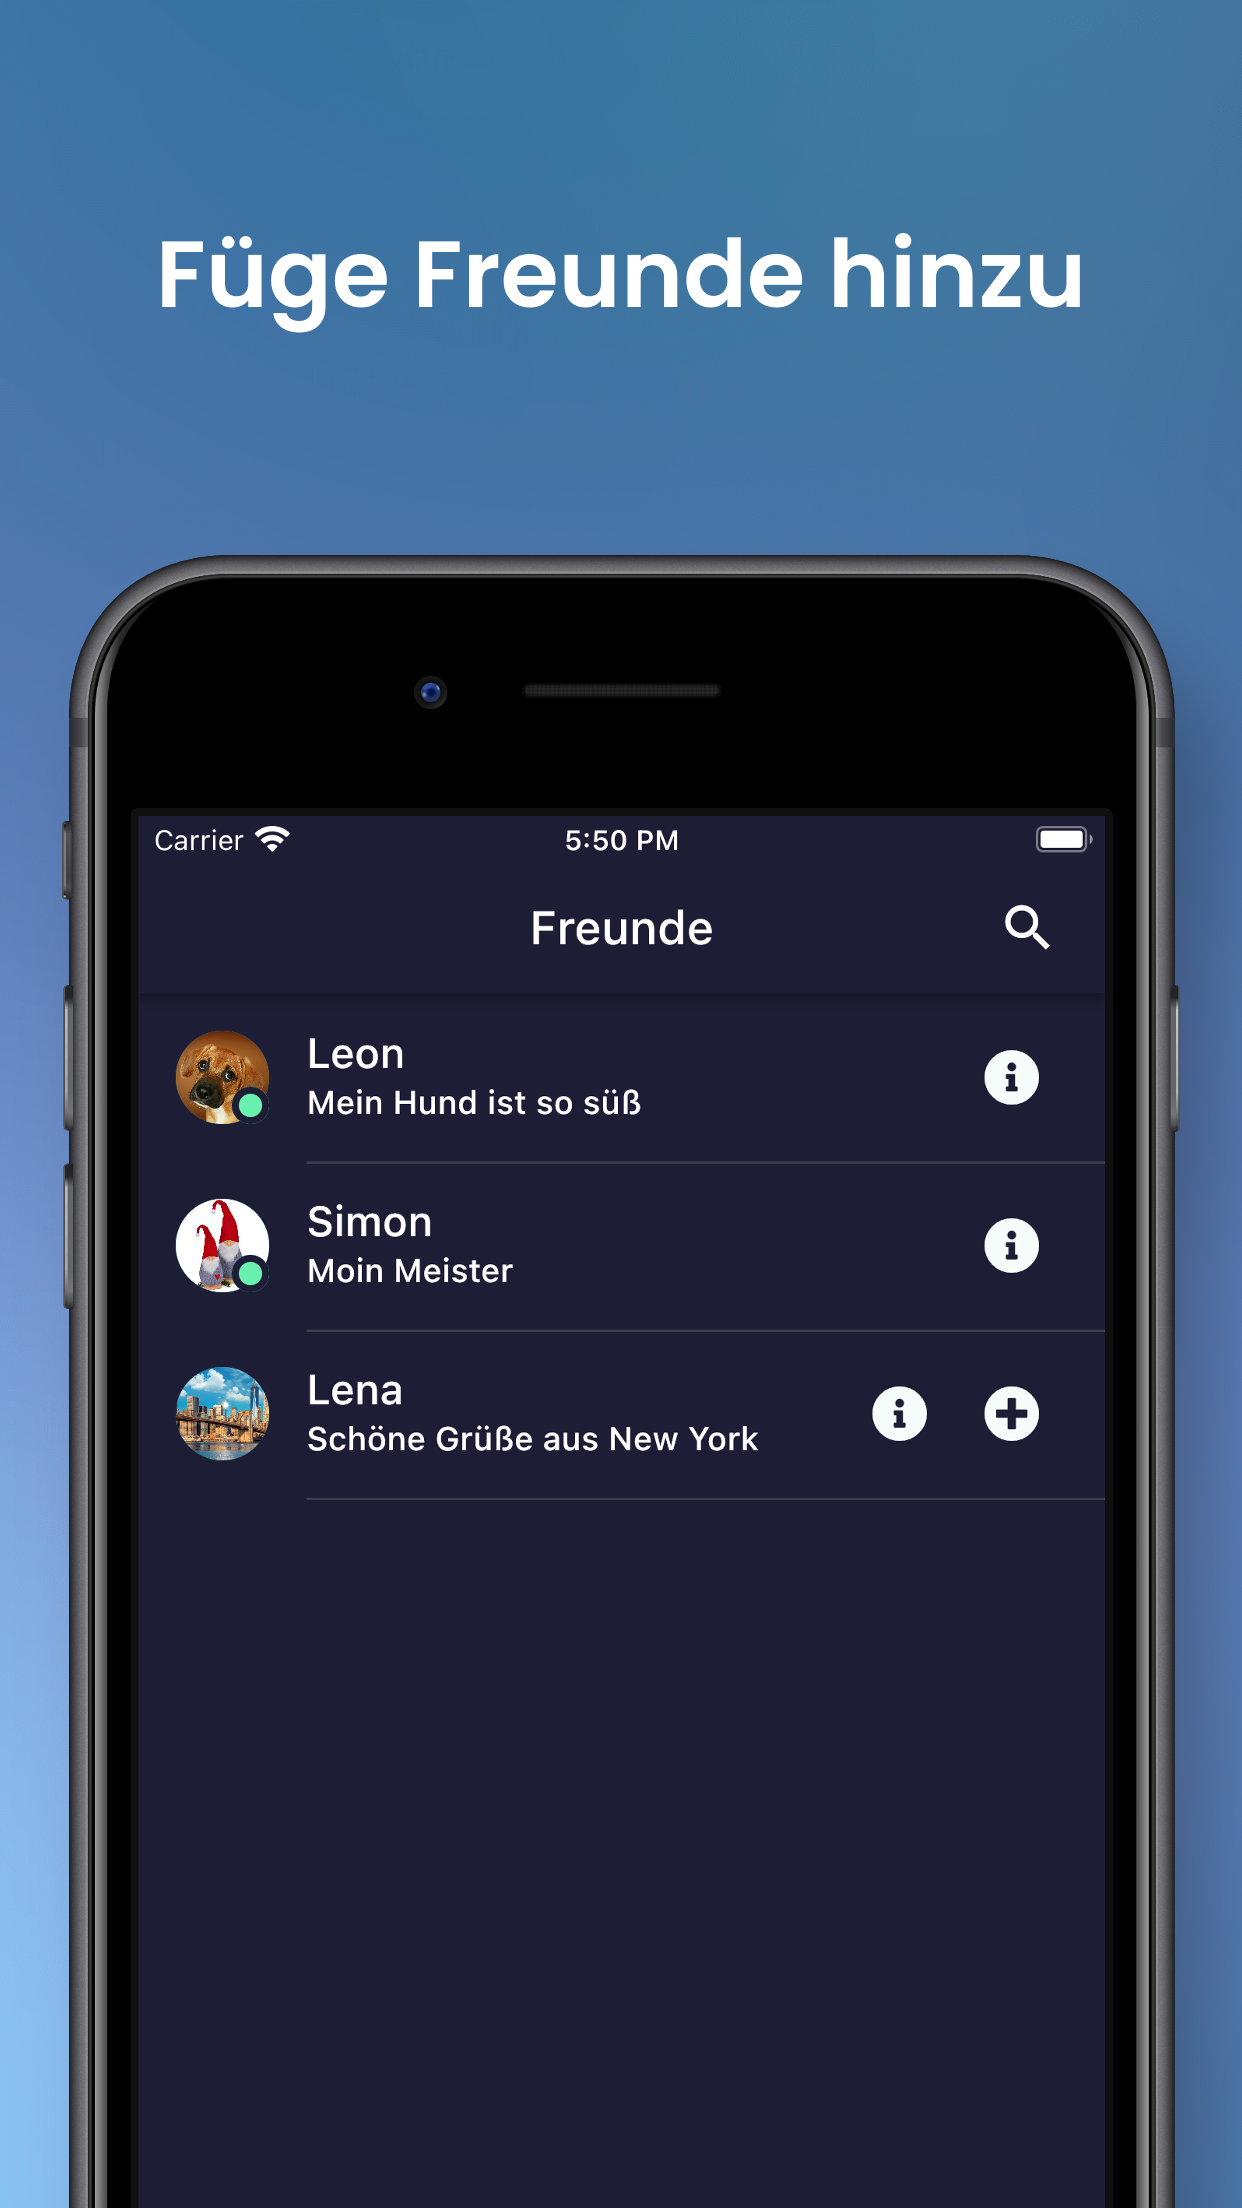 Füge Freunde hinzu
Carrier 5:50 PM
Freunde
Leon
Mein Hund ist so süß
Simon
Moin Meister
Lena
Schöne Grüße aus New York